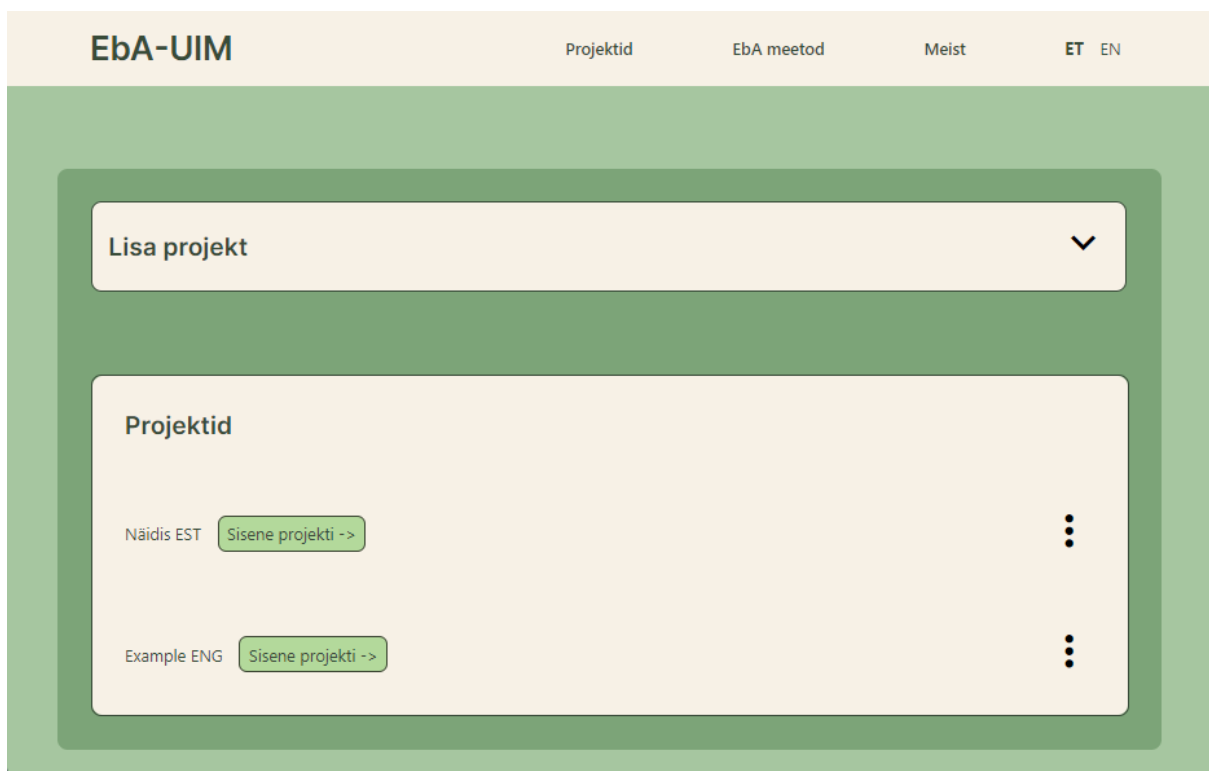 EbA-UIM Projektid EbA meetod Meist ET EN
Lisa projekt
Projektid
Näidis EST Sisene projekti ->
Example ENG Sisene projekti ->